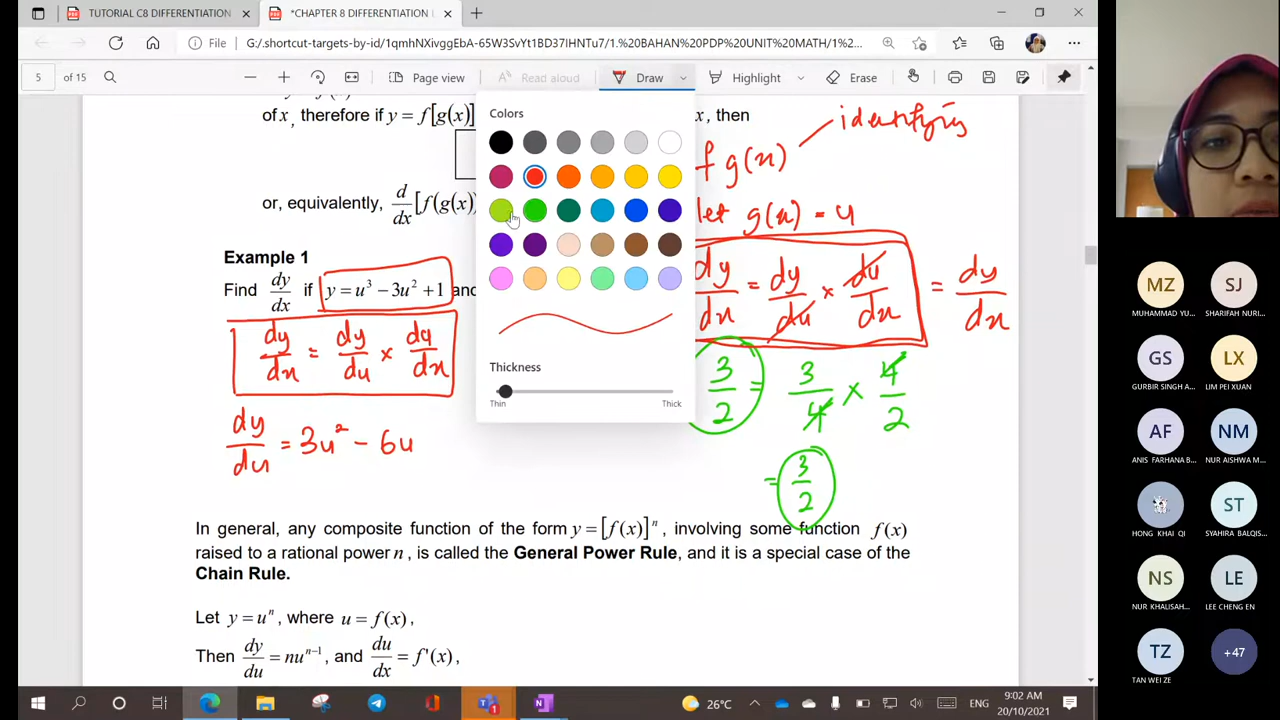 TUTORIAL C8 DIFFERENTIATION
*CHAPTER 8 DIFFERENTIATION L
File
G:/.shortcut-targets-by-id/1qmhNXivggEbA-65W3SvYt1BD37IHNTu7/1.%20BAHAN%20PDP%20UNIT%20MATH/1%2...
5 of 15
Page view
Read aloud
Draw
Highlight
Erase
of x, therefore if y = f[g(x)]
x, then
identifying
f g(x)
or, equivalently, d/dx [f(g(x)
let g(x) = u
Example 1
Find dy/dx if y = u³ − 3u² + 1 and
dy/dx = dy/du × du/dx
dy/dx = dy/du × du/dx = dy/dx
3/2 = 3/4 × 4/2
dy/du = 3u² − 6u
= 3/2
Colors
Thickness
Thin
Thick
In general, any composite function of the form y = [f(x)]ⁿ, involving some function f(x)
raised to a rational power n, is called the General Power Rule, and it is a special case of the
Chain Rule.
Let y = uⁿ, where u = f(x),
Then dy/du = nuⁿ⁻¹, and du/dx = f'(x),
MZ
SJ
MUHAMMAD YU...
SHARIFAH NURI...
GS
LX
GURBIR SINGH A...
LIM PEI XUAN
AF
NM
ANIS FARHANA B...
NUR AISHWA M...
ST
HONG KHAI QI
SYAHIRA BALQIS...
NS
LE
NUR KHALISAH...
LEE CHENG EN
TZ
+47
TAN WEI ZE
26°C
ENG
9:02 AM
20/10/2021